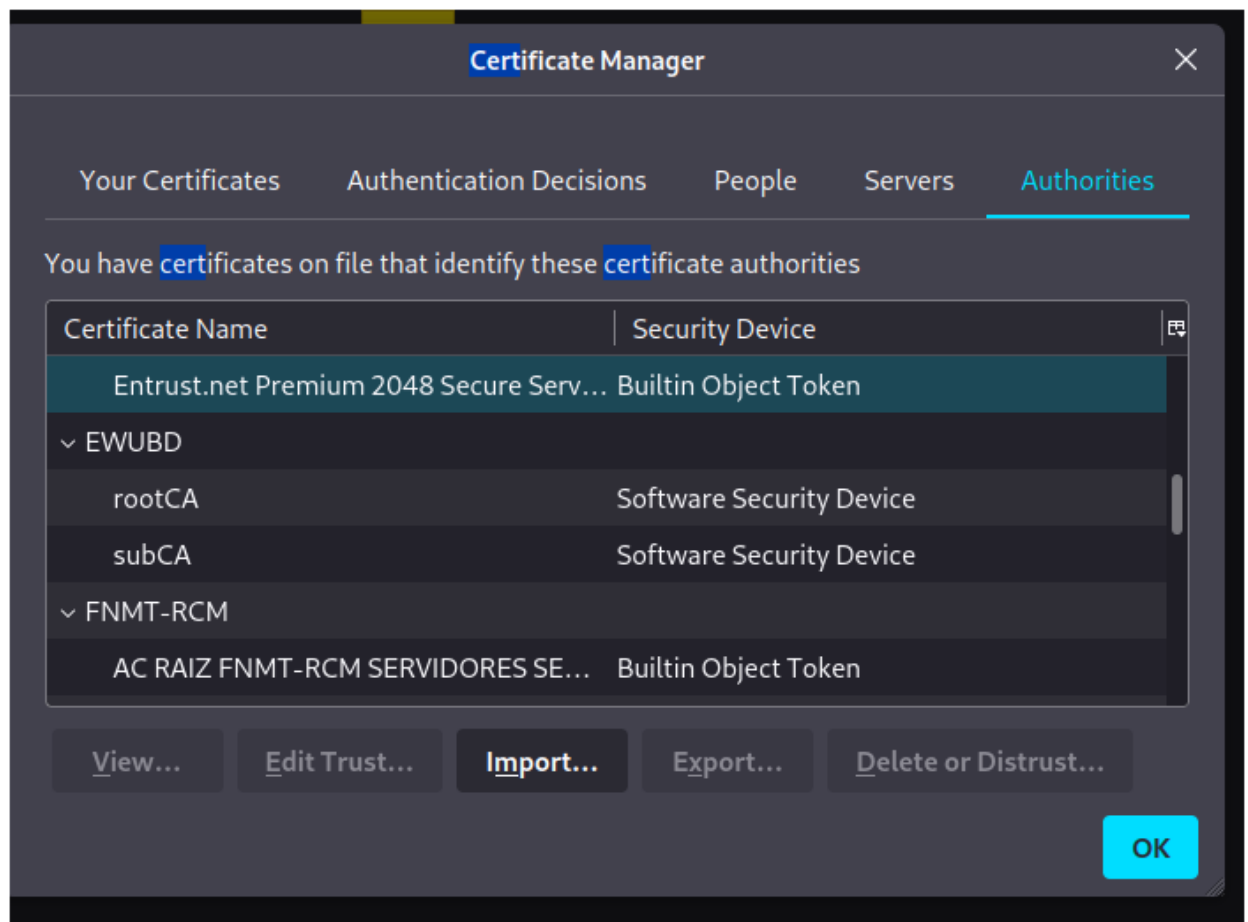 Certificate Manager
Your Certificates Authentication Decisions People Servers Authorities
You have certificates on file that identify these certificate authorities
Certificate Name Security Device
Entrust.net Premium 2048 Secure Serv... Builtin Object Token
EWUBD
rootCA Software Security Device
subCA Software Security Device
FNMT-RCM
AC RAIZ FNMT-RCM SERVIDORES SE... Builtin Object Token
View... Edit Trust... Import... Export... Delete or Distrust...
OK